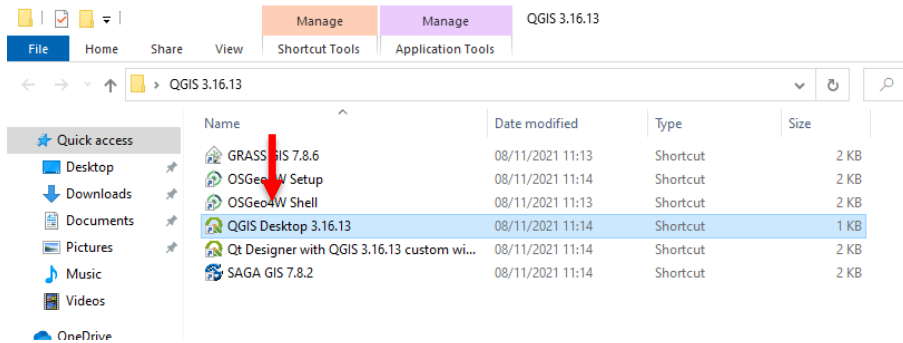 Manage Manage QGIS 3.16.13
File Home Share View Shortcut Tools Application Tools
QGIS 3.16.13
Name Date modified Type Size
Quick access
Desktop
Downloads
Documents
Pictures
Music
Videos
OneDrive
GRASS GIS 7.8.6 08/11/2021 11:13 Shortcut 2 KB
OSGeo4W Setup 08/11/2021 11:14 Shortcut 2 KB
OSGeo4W Shell 08/11/2021 11:13 Shortcut 2 KB
QGIS Desktop 3.16.13 08/11/2021 11:14 Shortcut 1 KB
Qt Designer with QGIS 3.16.13 custom wi... 08/11/2021 11:14 Shortcut 2 KB
SAGA GIS 7.8.2 08/11/2021 11:14 Shortcut 2 KB